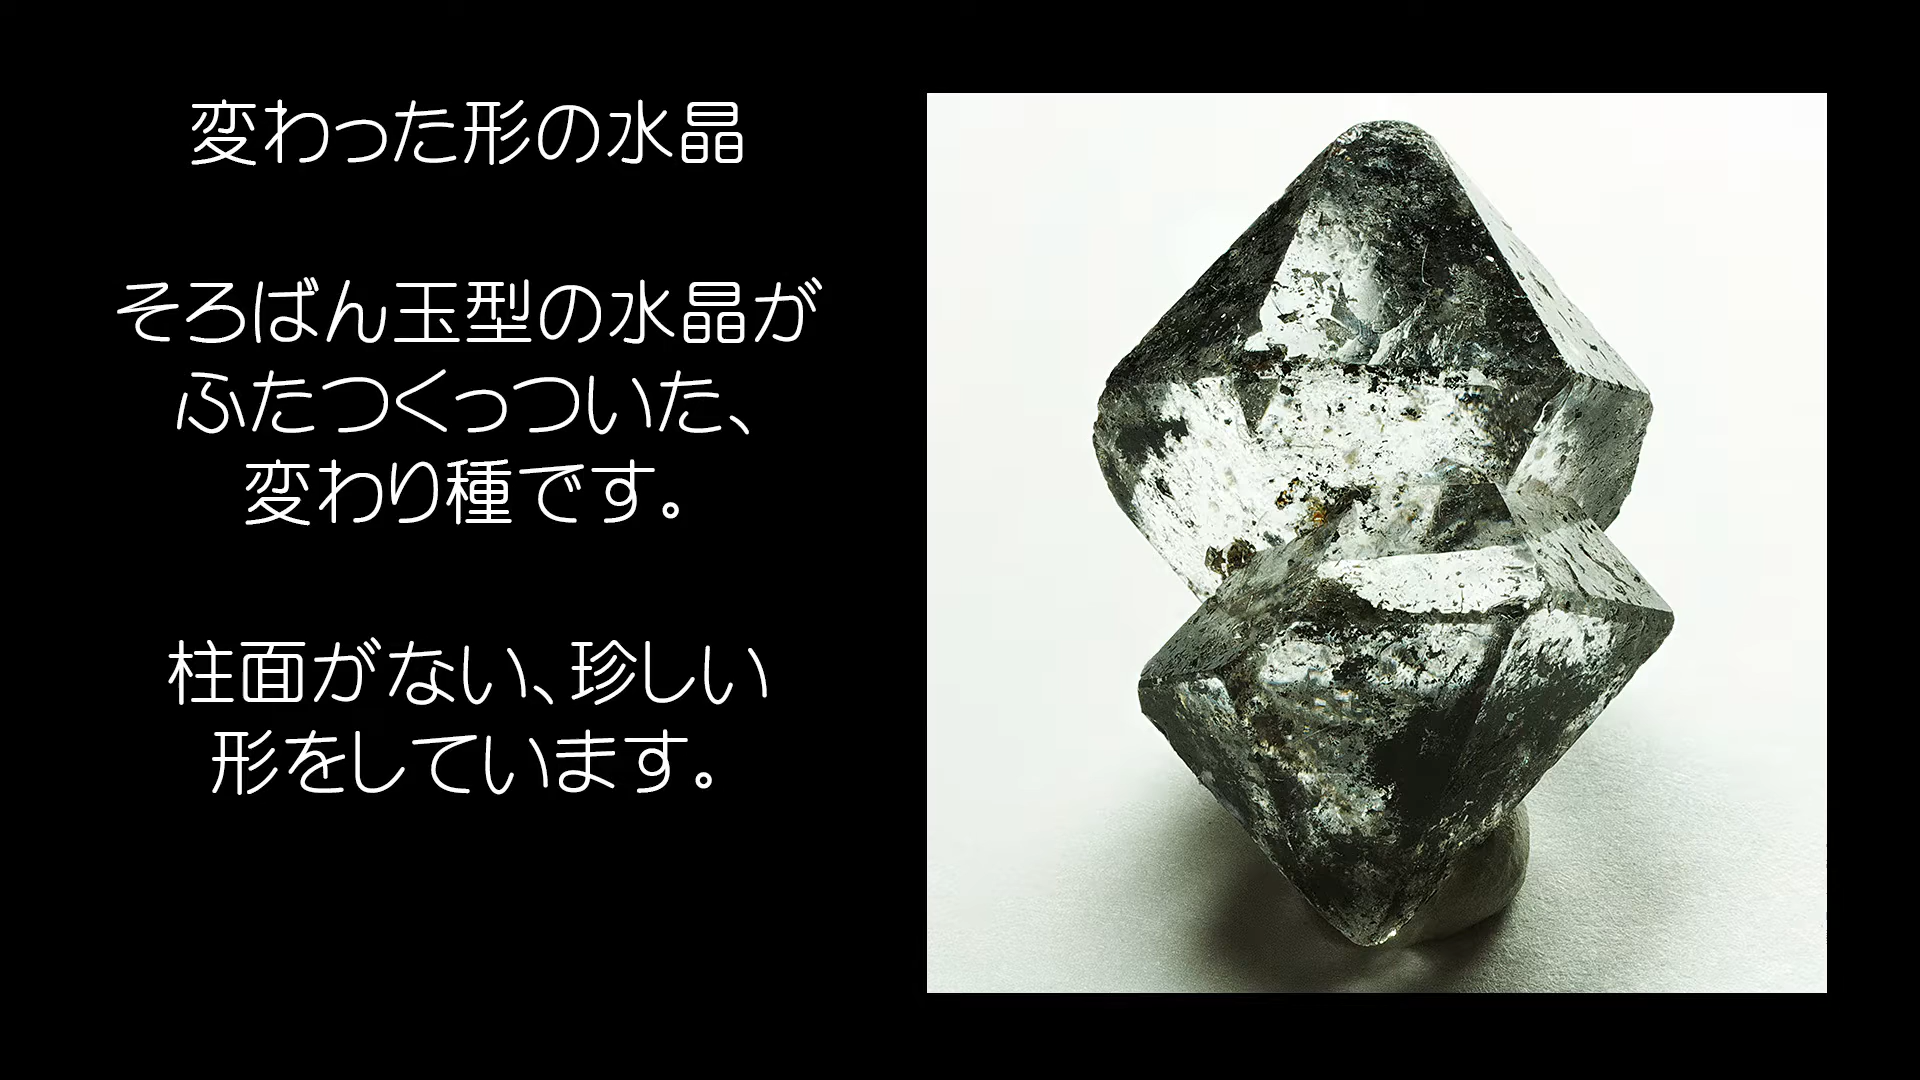 変わった形の水晶
そろばん玉型の水晶が
ふたつくっついた、
変わり種です。
柱面がない、珍しい
形をしています。